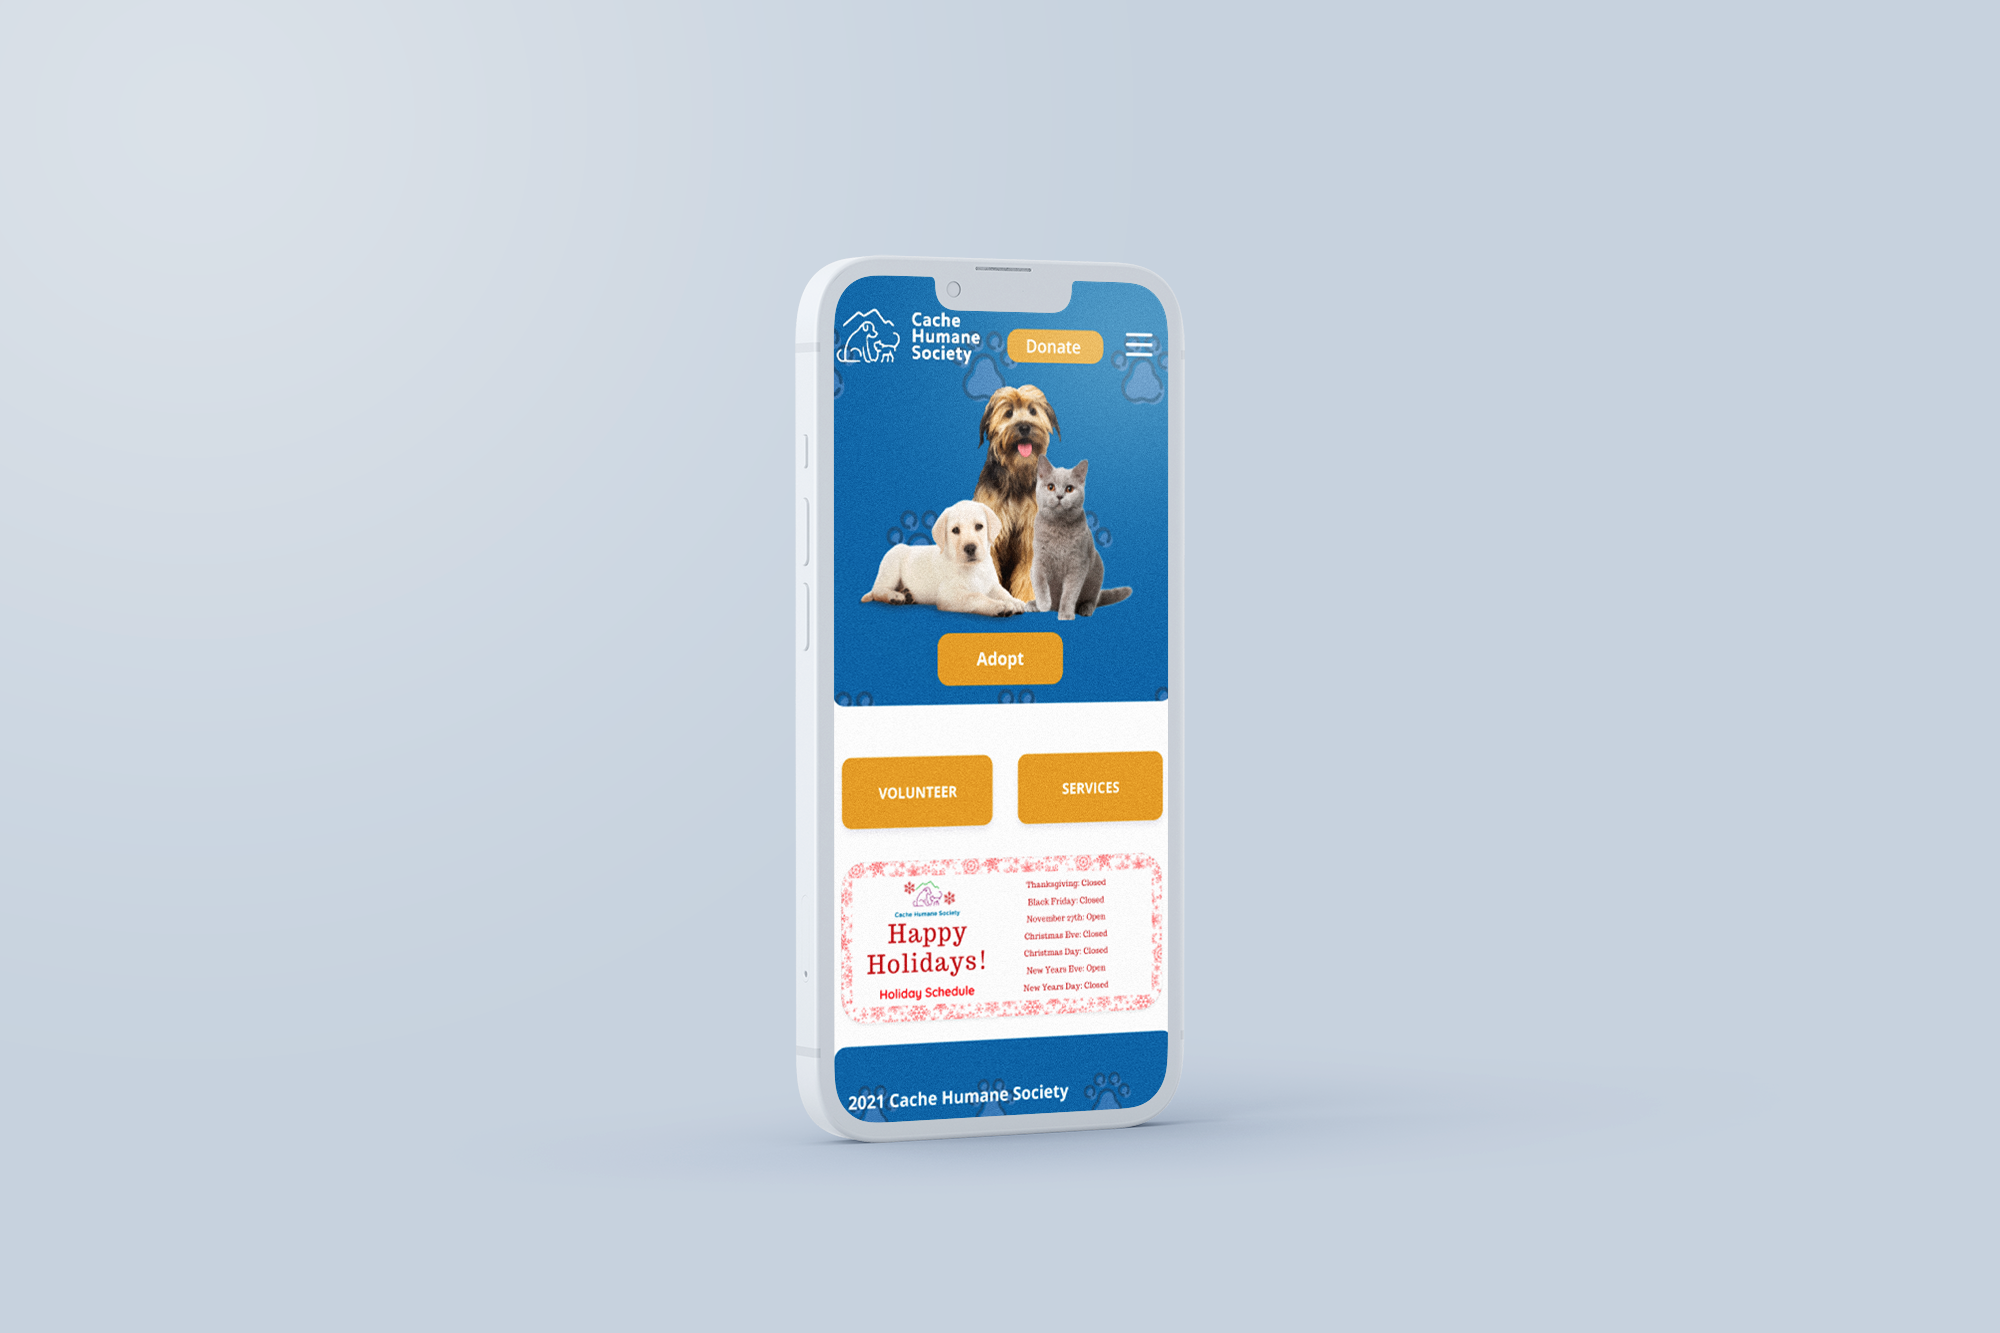 Cache
Humane
Society
Donate
Adopt
VOLUNTEER
SERVICES
Cache Humane Society
Happy
Holidays!
Holiday Schedule
Thanksgiving: Closed
Black Friday: Closed
November 27th: Open
Christmas Eve: Closed
Christmas Day: Closed
New Years Eve: Open
New Years Day: Closed
2021 Cache Humane Society